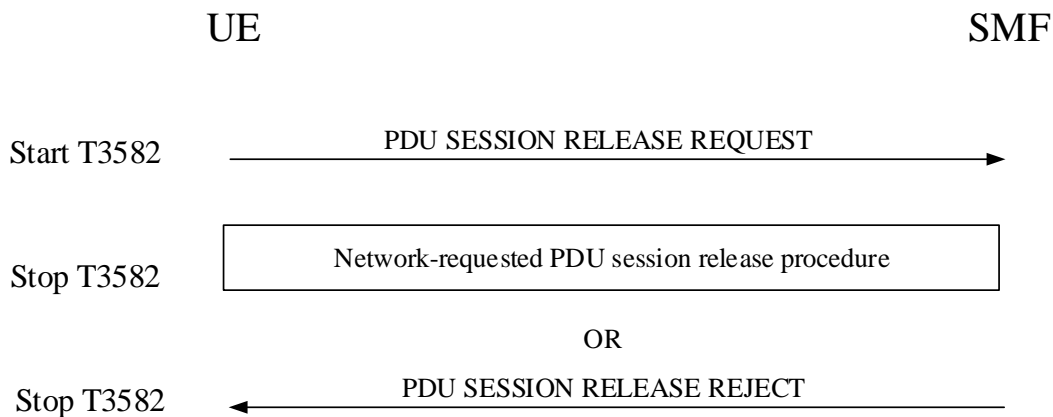 UE SMF
Start T3582 PDU SESSION RELEASE REQUEST
Stop T3582 Network-requested PDU session release procedure
OR
Stop T3582 PDU SESSION RELEASE REJECT